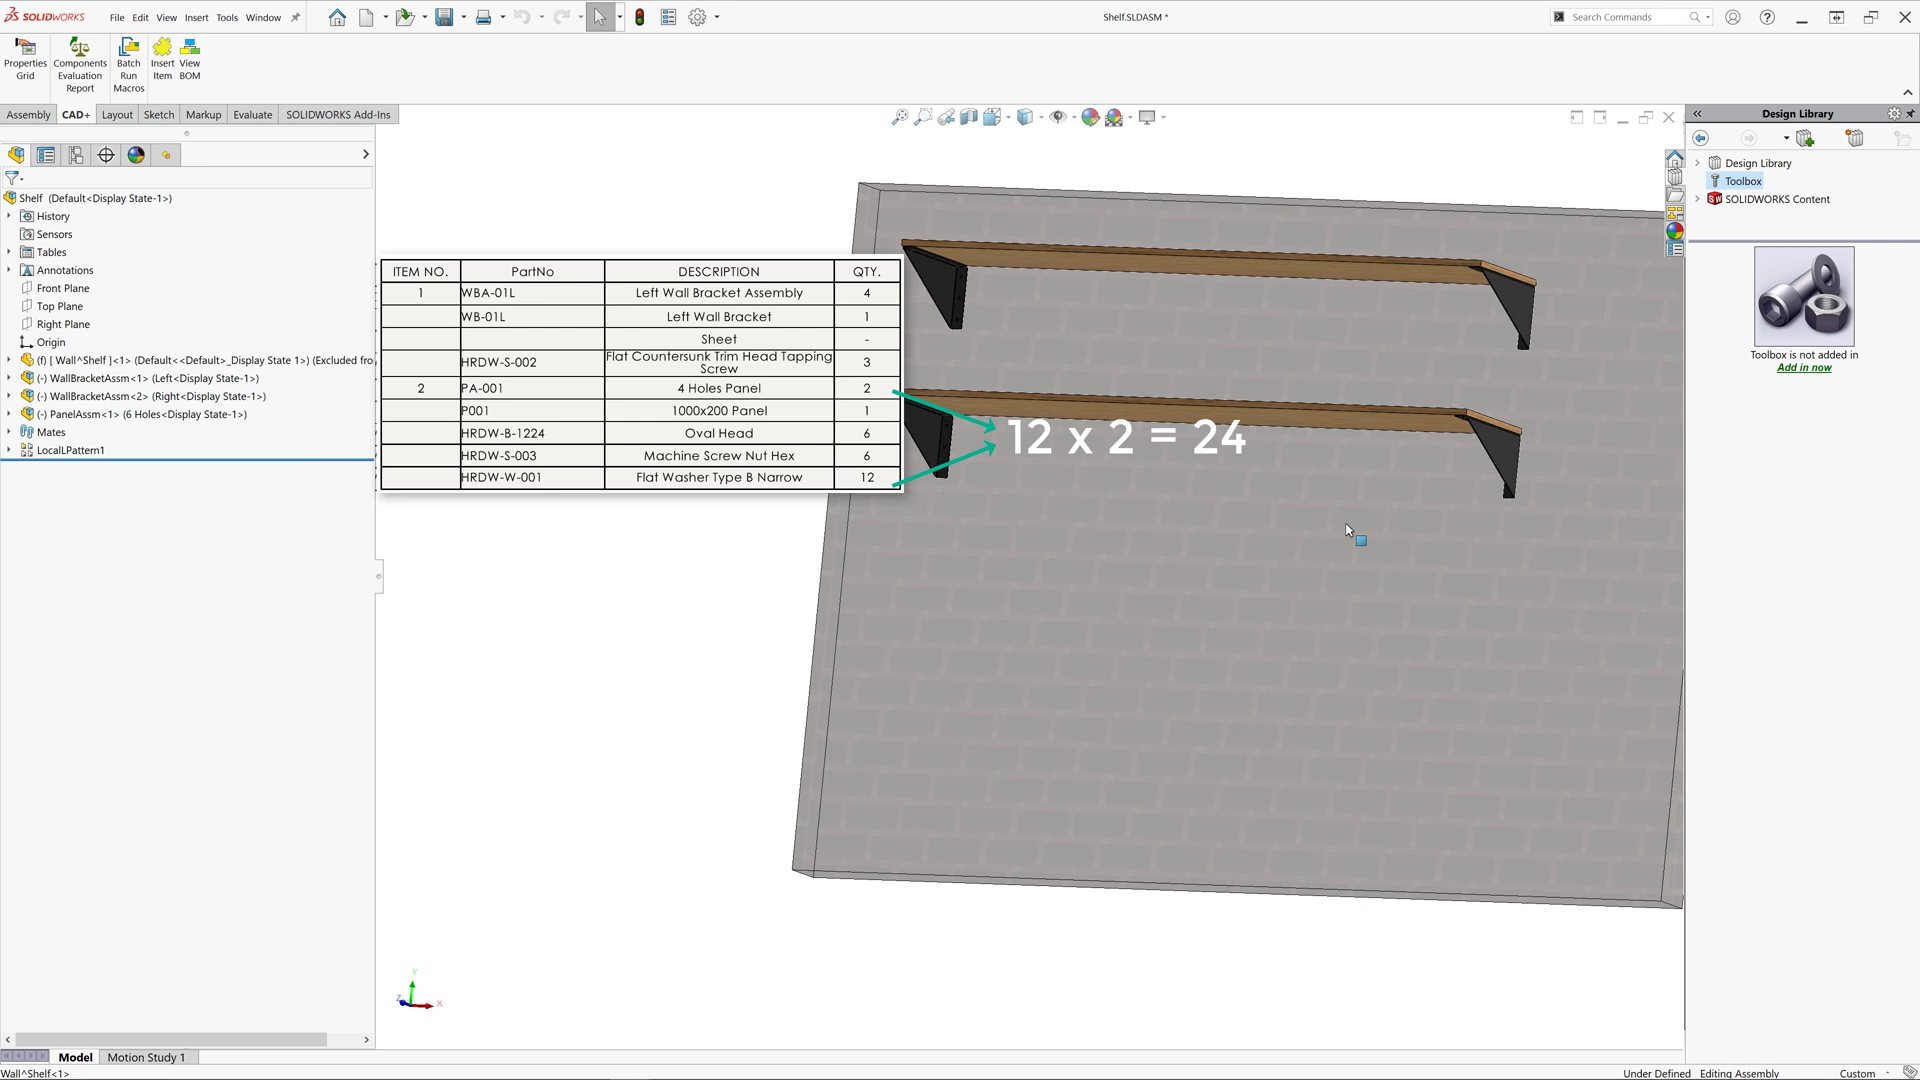 SOLIDWORKS File Edit View Insert Tools Window Shelf.SLDASM * Search Commands
Properties Grid
Components Evaluation Report
Batch Run Macros
Insert Item
View BOM
Assembly CAD+ Layout Sketch Markup Evaluate SOLIDWORKS Add-Ins
Shelf (Default<Display State-1>)
History
Sensors
Tables
Annotations
Front Plane
Top Plane
Right Plane
Origin
(f) [ Wall^Shelf ]<1> (Default<<Default>_Display State 1>) (Excluded fro
(-) WallBracketAssm<1> (Left<Display State-1>)
(-) WallBracketAssm<2> (Right<Display State-1>)
(-) PanelAssm<1> (6 Holes<Display State-1>)
Mates
LocalLPattern1
ITEM NO. PartNo DESCRIPTION QTY.
1 WBA-01L Left Wall Bracket Assembly 4
WB-01L Left Wall Bracket 1
Sheet -
HRDW-S-002 Flat Countersunk Trim Head Tapping Screw 3
2 PA-001 4 Holes Panel 2
P001 1000x200 Panel 1
HRDW-B-1224 Oval Head 6
HRDW-S-003 Machine Screw Nut Hex 6
HRDW-W-001 Flat Washer Type B Narrow 12
12 x 2 = 24
Design Library
Design Library
Toolbox
SOLIDWORKS Content
Toolbox is not added in
Add in now
Y
Z
X
Model Motion Study 1
Wall^Shelf<1> Under Defined Editing Assembly Custom